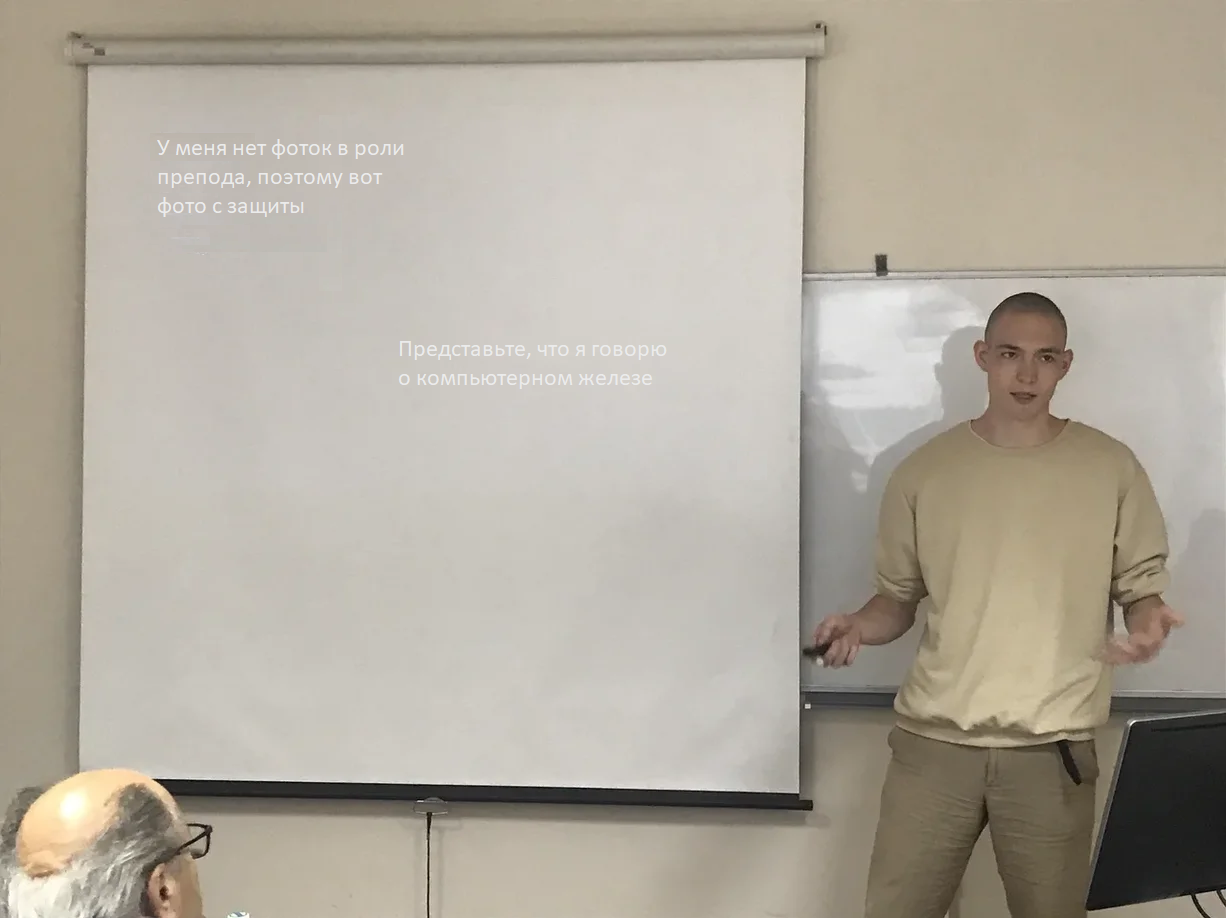 У меня нет фоток в роли
препода, поэтому вот
фото с защиты
Представьте, что я говорю
о компьютерном железе